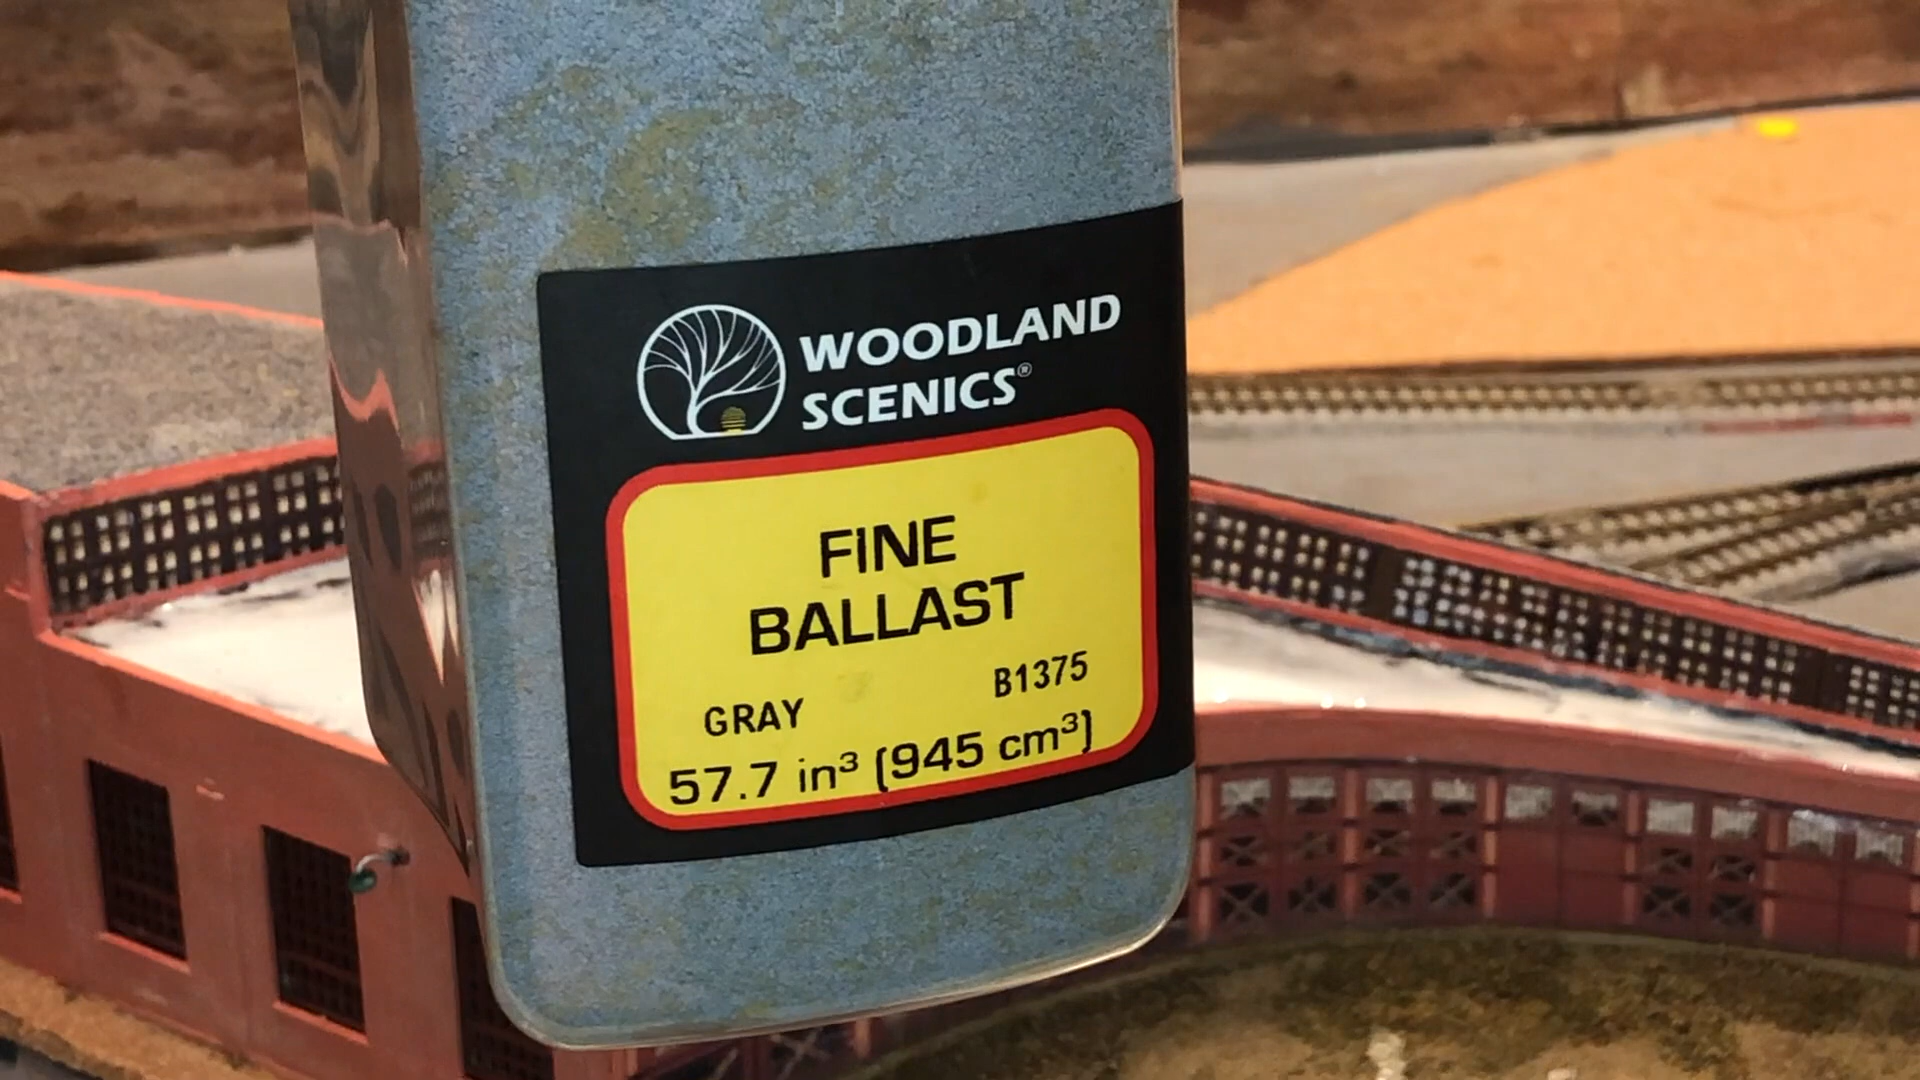 WOODLAND
SCENICS®
FINE
BALLAST
GRAY B1375
57.7 in³ (945 cm³)